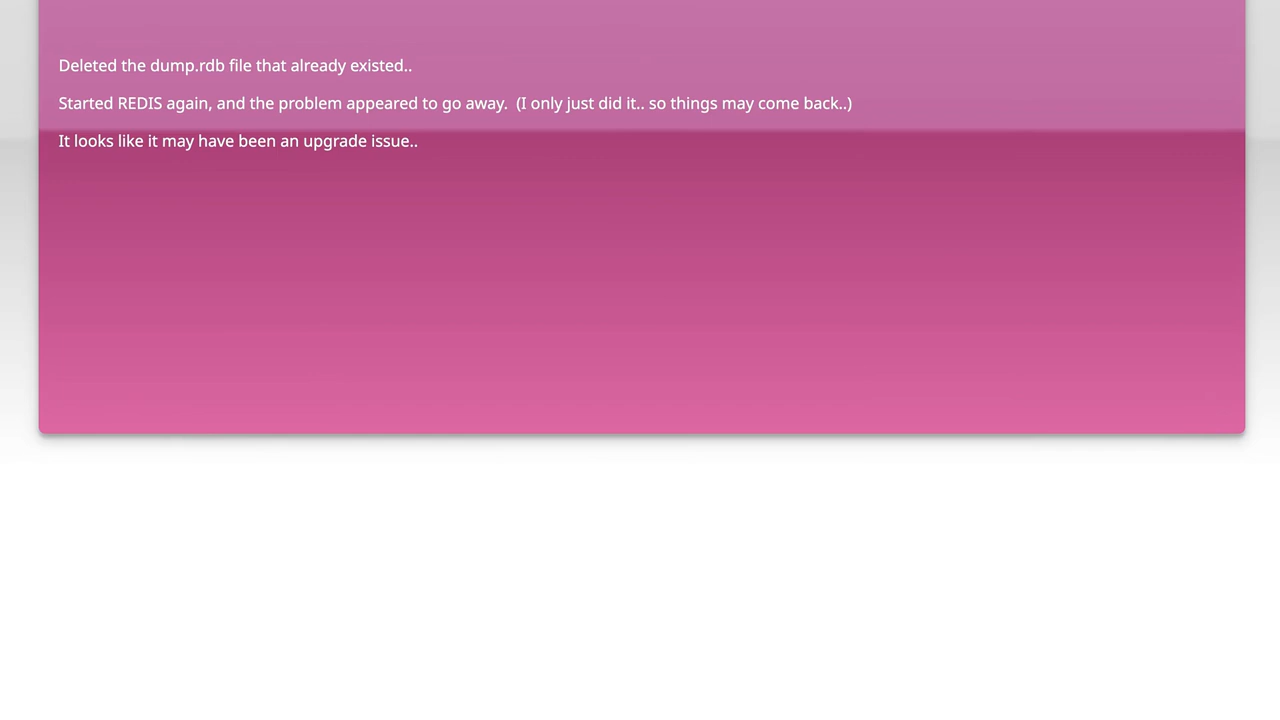 Deleted the dump.rdb file that already existed..
Started REDIS again, and the problem appeared to go away.  (I only just did it.. so things may come back..)
It looks like it may have been an upgrade issue..